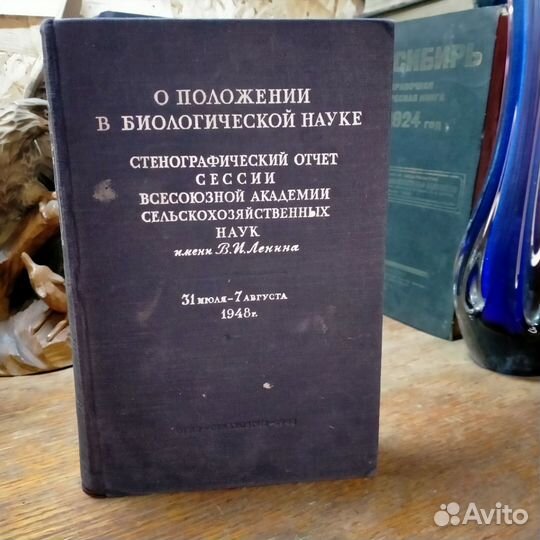 О ПОЛОЖЕНИИ
В БИОЛОГИЧЕСКОЙ НАУКЕ
СТЕНОГРАФИЧЕСКИЙ ОТЧЕТ
СЕССИИ
ВСЕСОЮЗНОЙ АКАДЕМИИ
СЕЛЬСКОХОЗЯЙСТВЕННЫХ
НАУК
имени В.И.Ленина
31 ИЮЛЯ–7 АВГУСТА
1948 г.
СИБИРЬ
1924 год
Avito